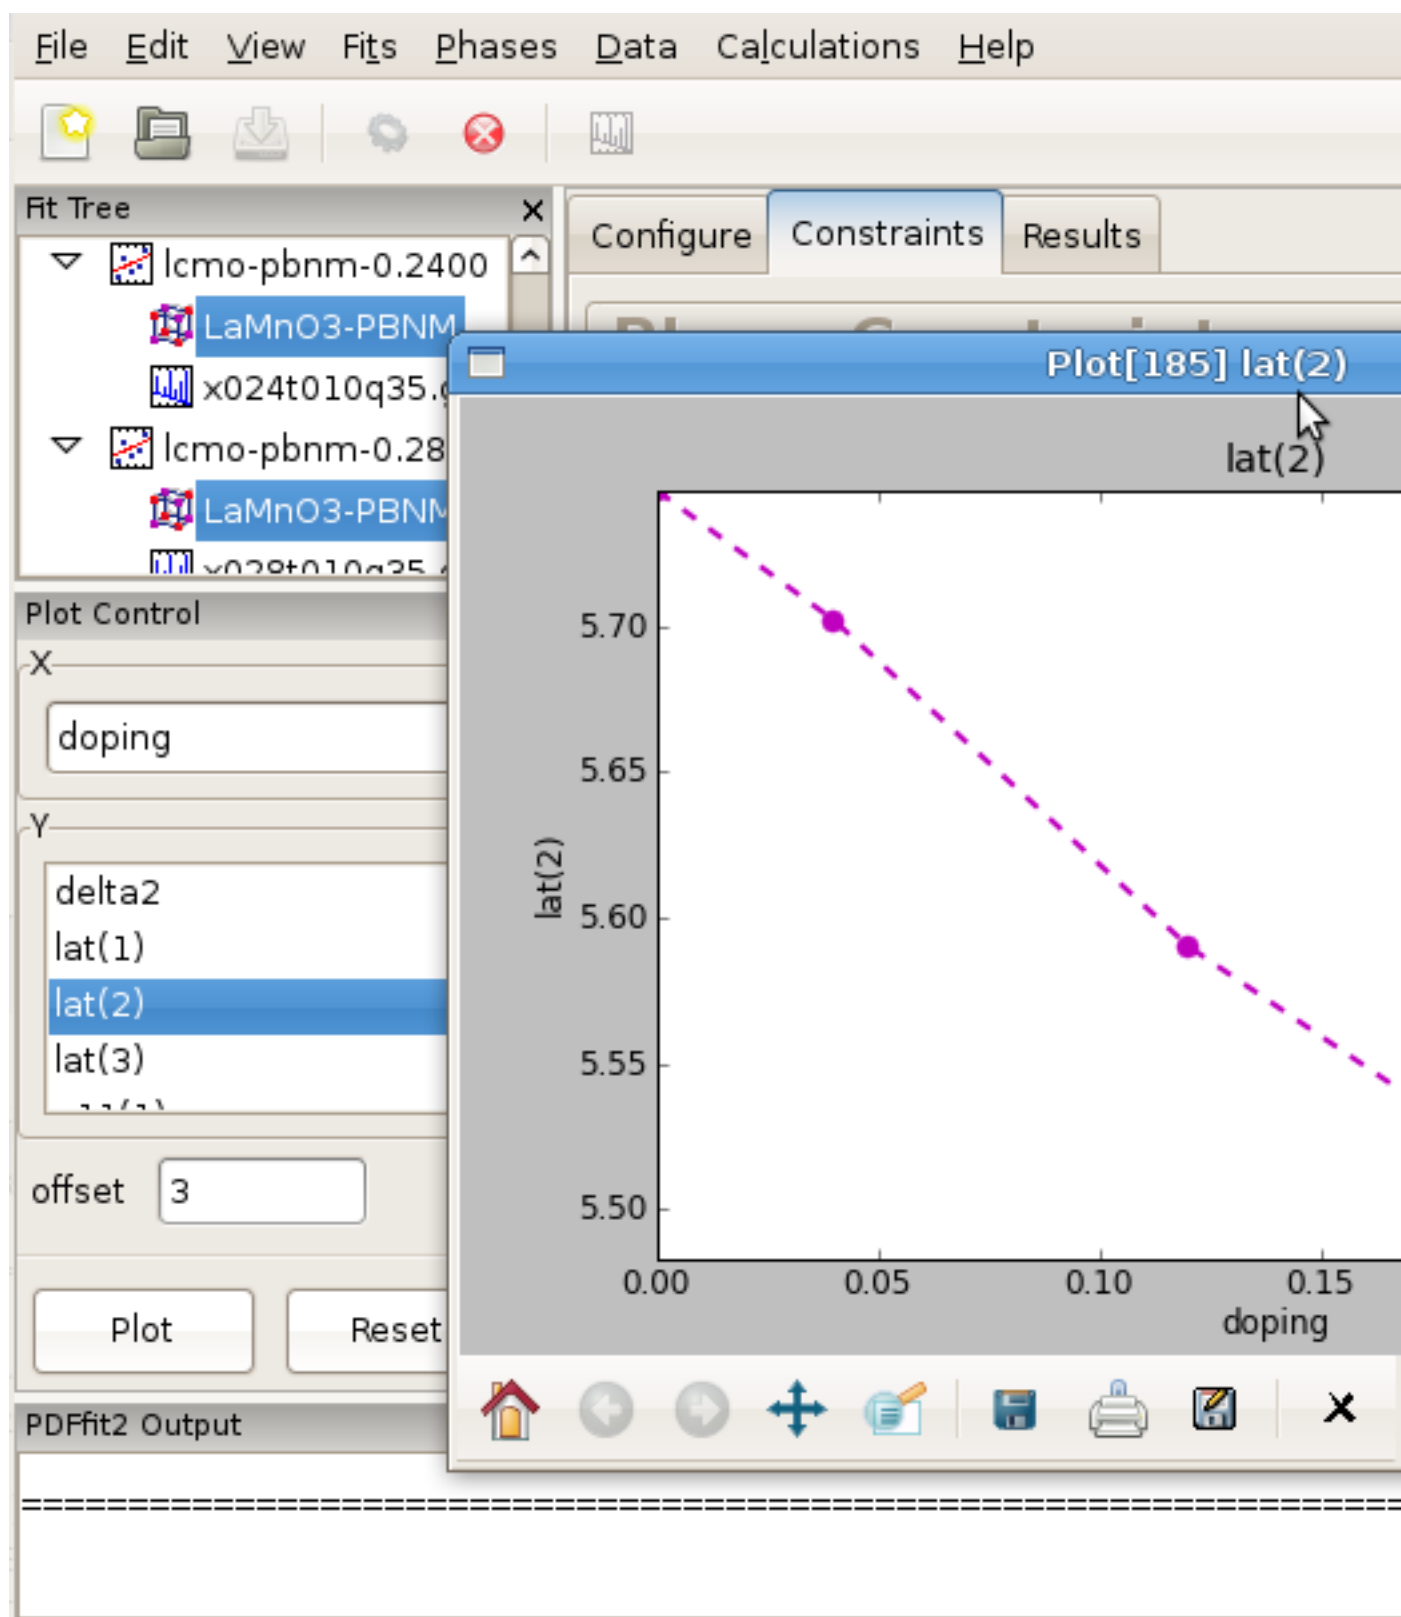 File Edit View Fits Phases Data Calculations Help
Fit Tree
Configure Constraints Results
lcmo-pbnm-0.2400
LaMnO3-PBNM
x024t010q35.
lcmo-pbnm-0.28
LaMnO3-PBNM
x028t010q35.
Plot[185] lat(2)
lat(2)
5.70
5.65
5.60
5.55
5.50
lat(2)
0.00 0.05 0.10 0.15
doping
Plot Control
X
doping
Y
delta2
lat(1)
lat(2)
lat(3)
offset 3
Plot Reset
PDFfit2 Output
==================================================================